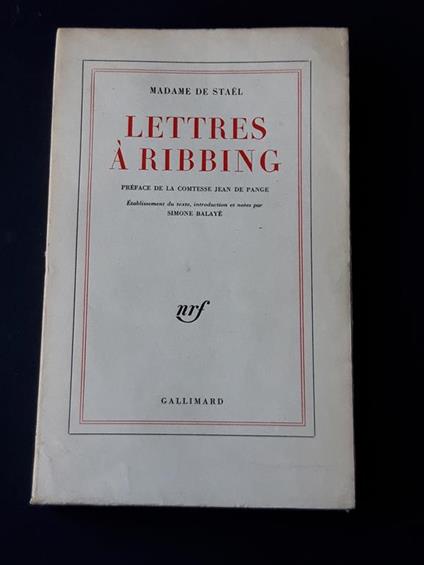 MADAME DE STAËL
LETTRES
À RIBBING
PRÉFACE DE LA COMTESSE JEAN DE PANGE
Établissement du texte, introduction et notes par
SIMONE BALAYÉ
nrf
GALLIMARD